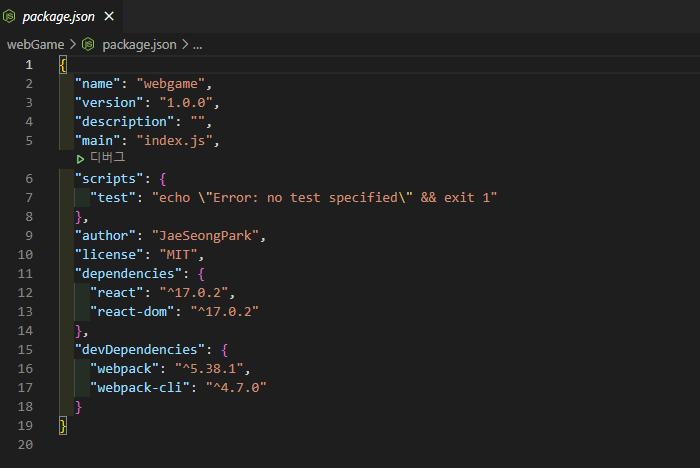 package.json ×
webGame > package.json > ...
1 {
2 "name": "webgame",
3 "version": "1.0.0",
4 "description": "",
5 "main": "index.js",
디버그
6 "scripts": {
7 "test": "echo \"Error: no test specified\" && exit 1"
8 },
9 "author": "JaeSeongPark",
10 "license": "MIT",
11 "dependencies": {
12 "react": "^17.0.2",
13 "react-dom": "^17.0.2"
14 },
15 "devDependencies": {
16 "webpack": "^5.38.1",
17 "webpack-cli": "^4.7.0"
18 }
19 }
20